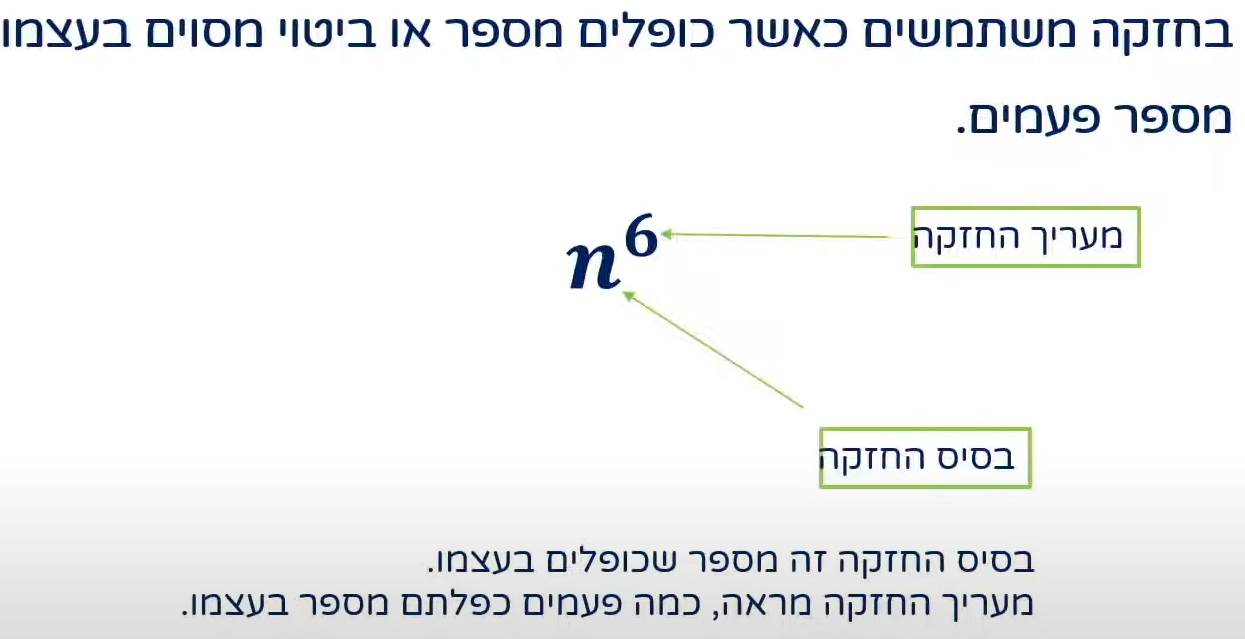 בחזקה משתמשים כאשר כופלים מספר או ביטוי מסוים בעצמו
מספר פעמים.
n⁶
מעריך החזקה
בסיס החזקה
בסיס החזקה זה מספר שכופלים בעצמו.
מעריך החזקה מראה, כמה פעמים כפלתם מספר בעצמו.